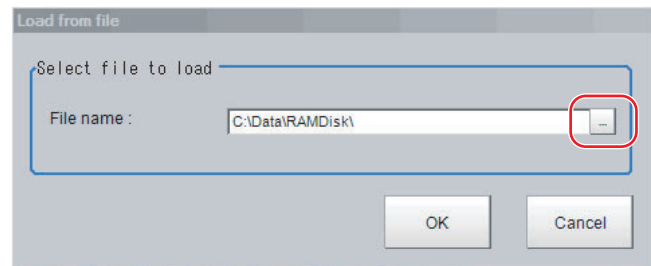 Load from file
Select file to load
File name :
C:\Data\RAMDisk\
...
OK
Cancel